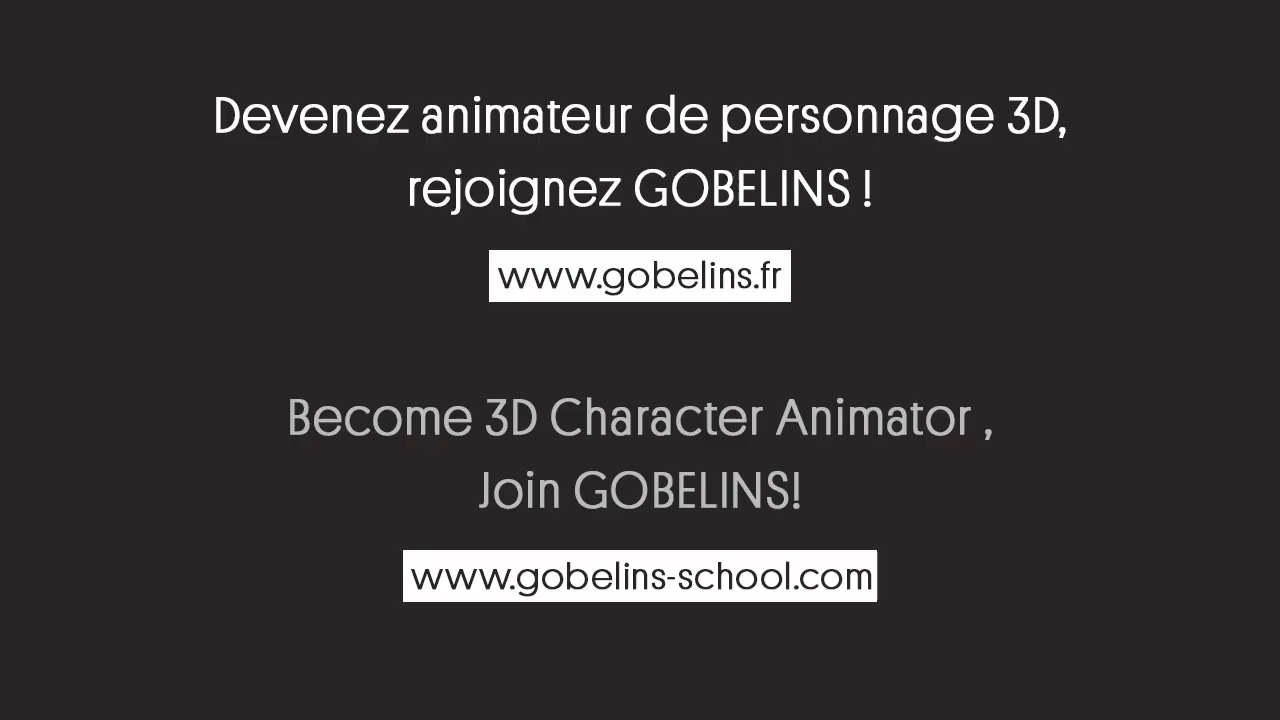 Devenez animateur de personnage 3D,
rejoignez GOBELINS !
www.gobelins.fr
Become 3D Character Animator ,
Join GOBELINS!
www.gobelins-school.com